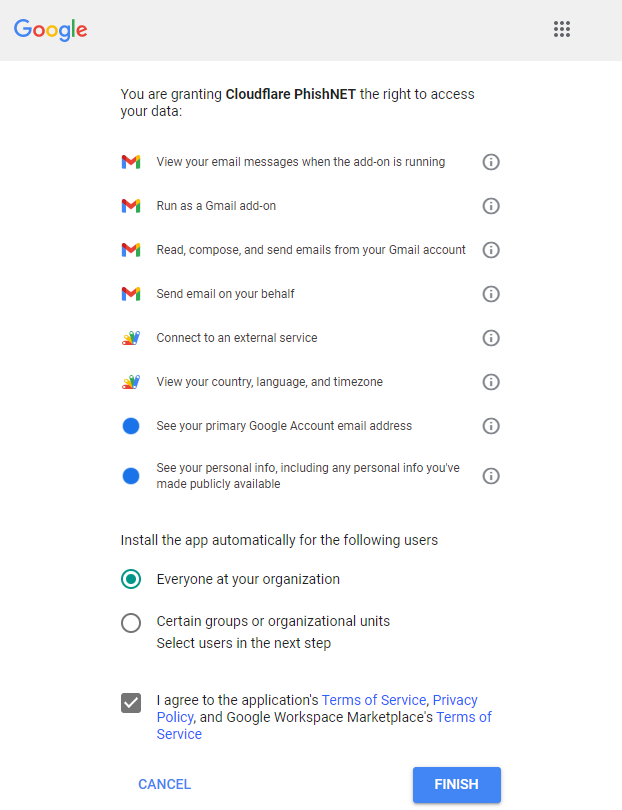 Google
You are granting Cloudflare PhishNET the right to access
your data:
View your email messages when the add-on is running
Run as a Gmail add-on
Read, compose, and send emails from your Gmail account
Send email on your behalf
Connect to an external service
View your country, language, and timezone
See your primary Google Account email address
See your personal info, including any personal info you've
made publicly available
Install the app automatically for the following users
Everyone at your organization
Certain groups or organizational units
Select users in the next step
I agree to the application's Terms of Service, Privacy
Policy, and Google Workspace Marketplace's Terms of
Service
CANCEL
FINISH